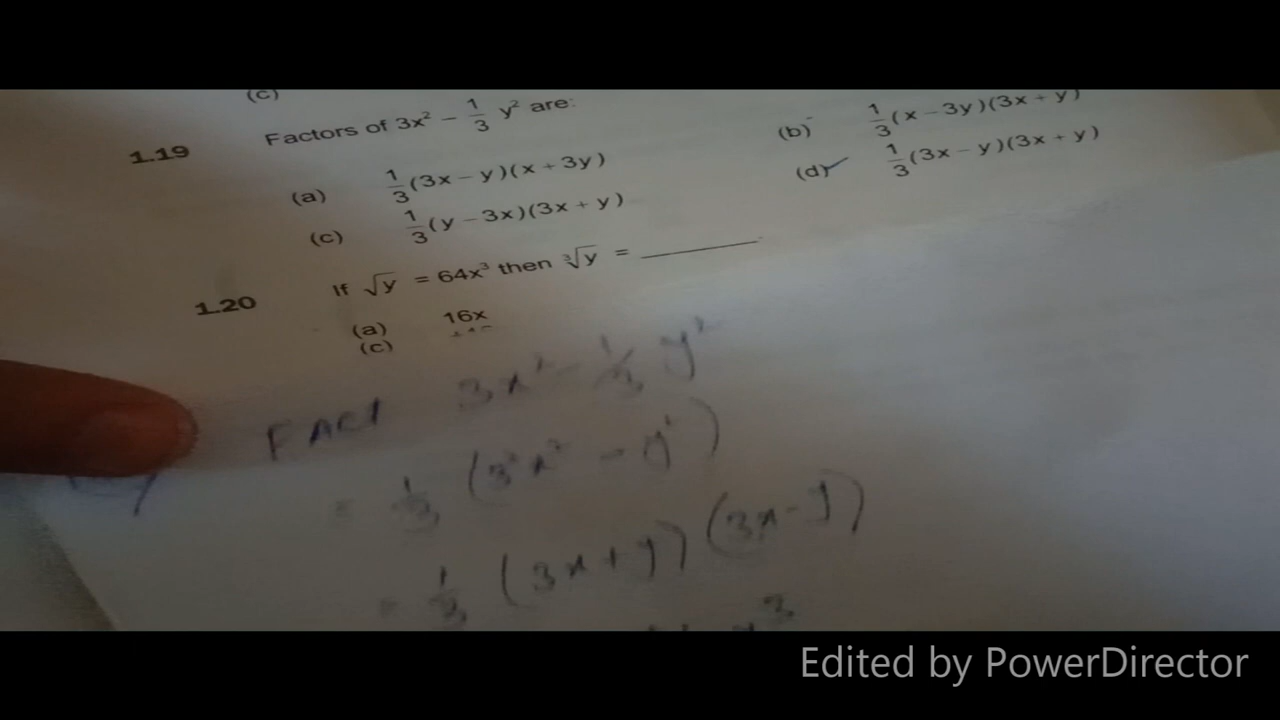 (c)
1.19 Factors of 3x² − 1/3 y² are:
(a) 1/3(3x − y)(x + 3y) (b) 1/3(x − 3y)(3x + y)
(c) 1/3(y − 3x)(3x + y) (d) 1/3(3x − y)(3x + y)
1.20 If √y = 64x³ then ∛y =
(a) 16x
(c)
FACT 3x² − 1/3 y²
= 1/3 (3²x² − y²)
= 1/3 (3x + y) (3x − y)
Edited by PowerDirector